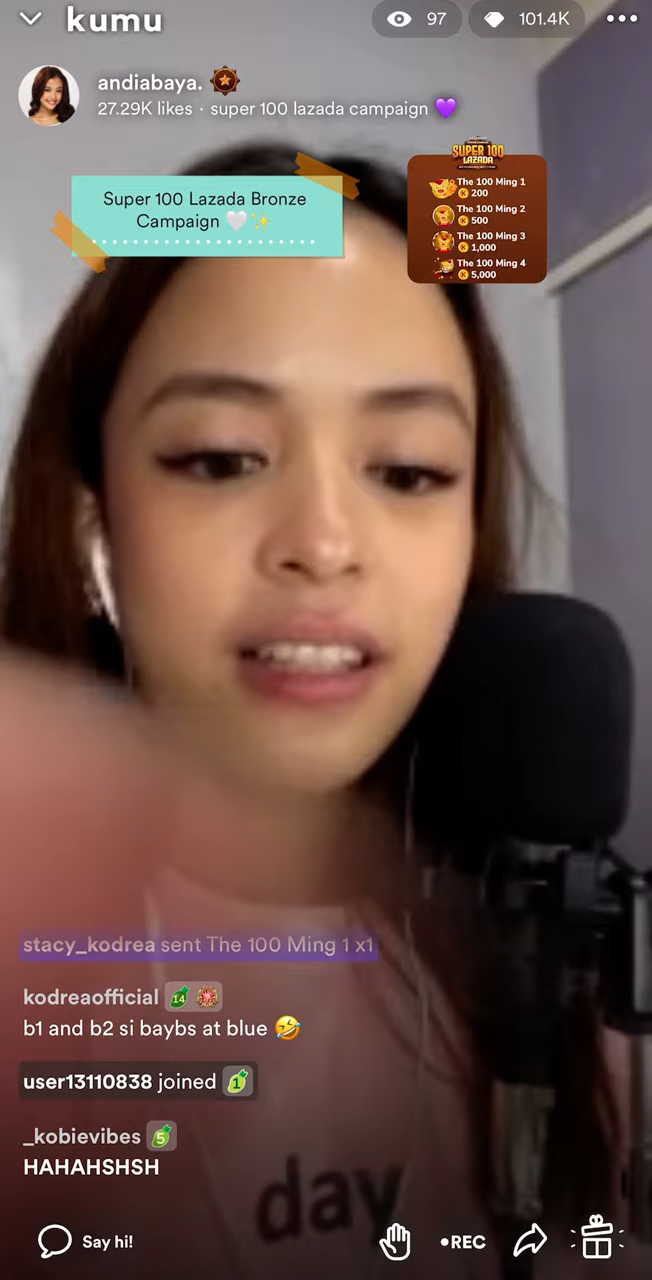 kumu
97
101.4K
andiabaya.
27.29K likes · super 100 lazada campaign 💜
Super 100 Lazada Bronze
Campaign 🤍✨
SUPER 100
LAZADA
The 100 Ming 1
200
The 100 Ming 2
500
The 100 Ming 3
1,000
The 100 Ming 4
5,000
stacy_kodrea sent The 100 Ming 1 x1
kodreaofficial 14
b1 and b2 si baybs at blue 🤣
user13110838 joined 1
_kobievibes 5
HAHAHSHSH
day
Say hi!
•REC